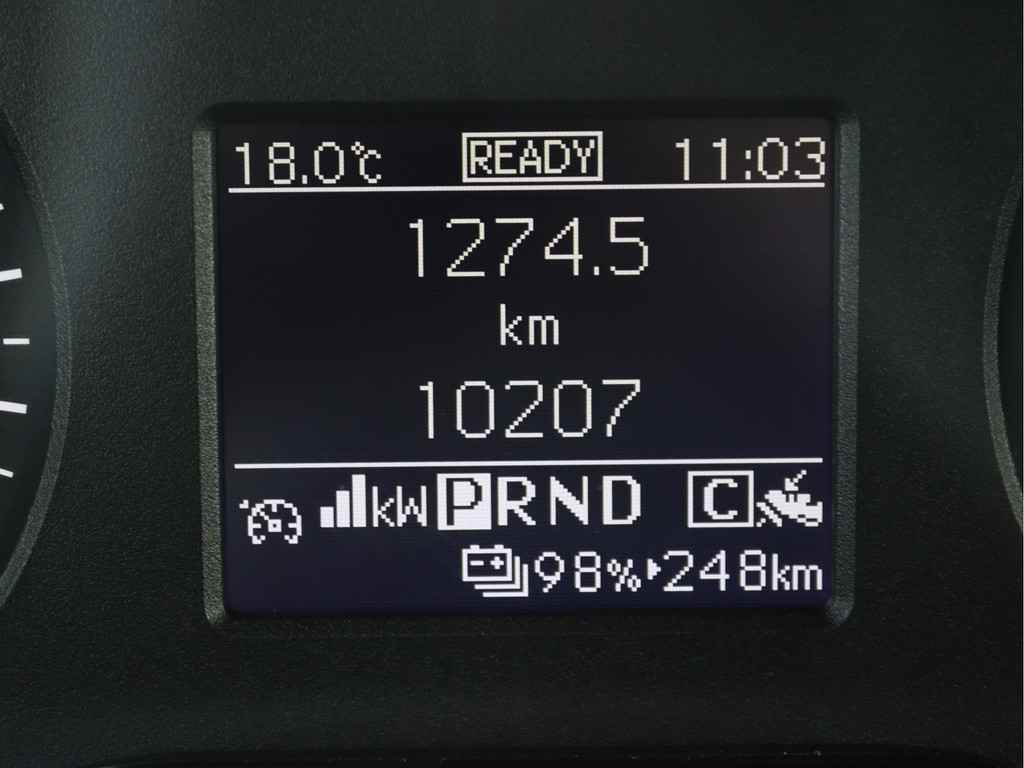 18.0°C READY 11:03
1274.5
km
10207
kW PRND C
98% 248km